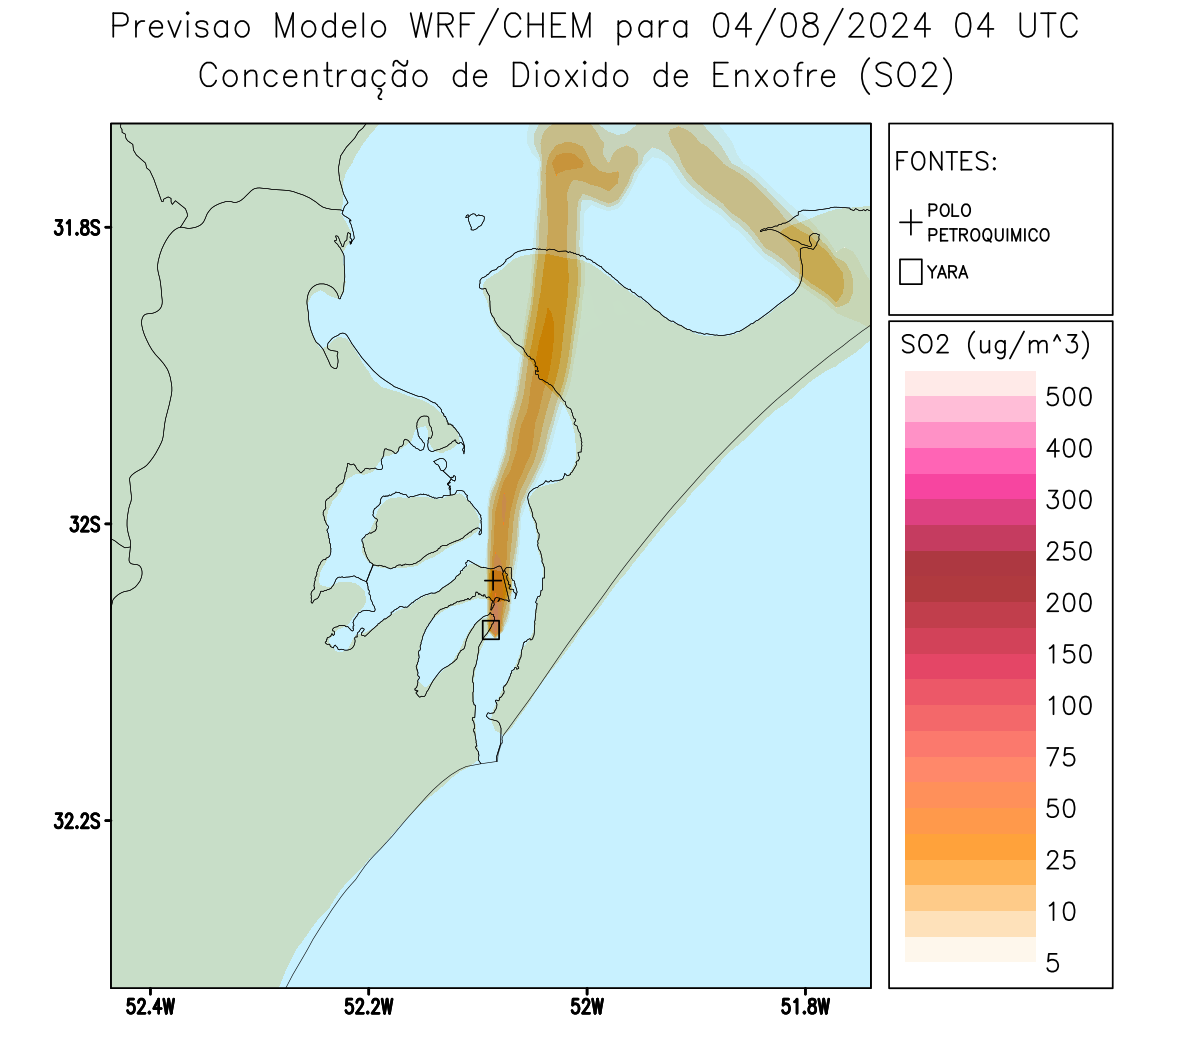 Previsao Modelo WRF/CHEM para 04/08/2024 04 UTC
Concentração de Dioxido de Enxofre (SO2)
FONTES:
POLO
PETROQUIMICO
YARA
31.8S
32S
32.2S
52.4W
52.2W
52W
51.8W
SO2 (ug/m^3)
500
400
300
250
200
150
100
75
50
25
10
5